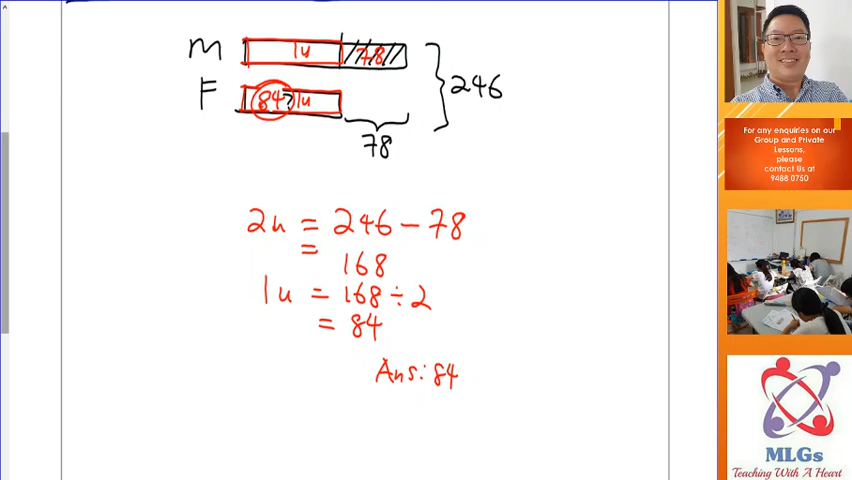 M 1u 78
F 84? 1u
246
78
2u = 246 - 78
= 168
1u = 168 ÷ 2
= 84
Ans: 84
For any enquiries on our
Group and Private
Lessons,
please
contact Us at
9488 0750
MLGs
Teaching With A Heart